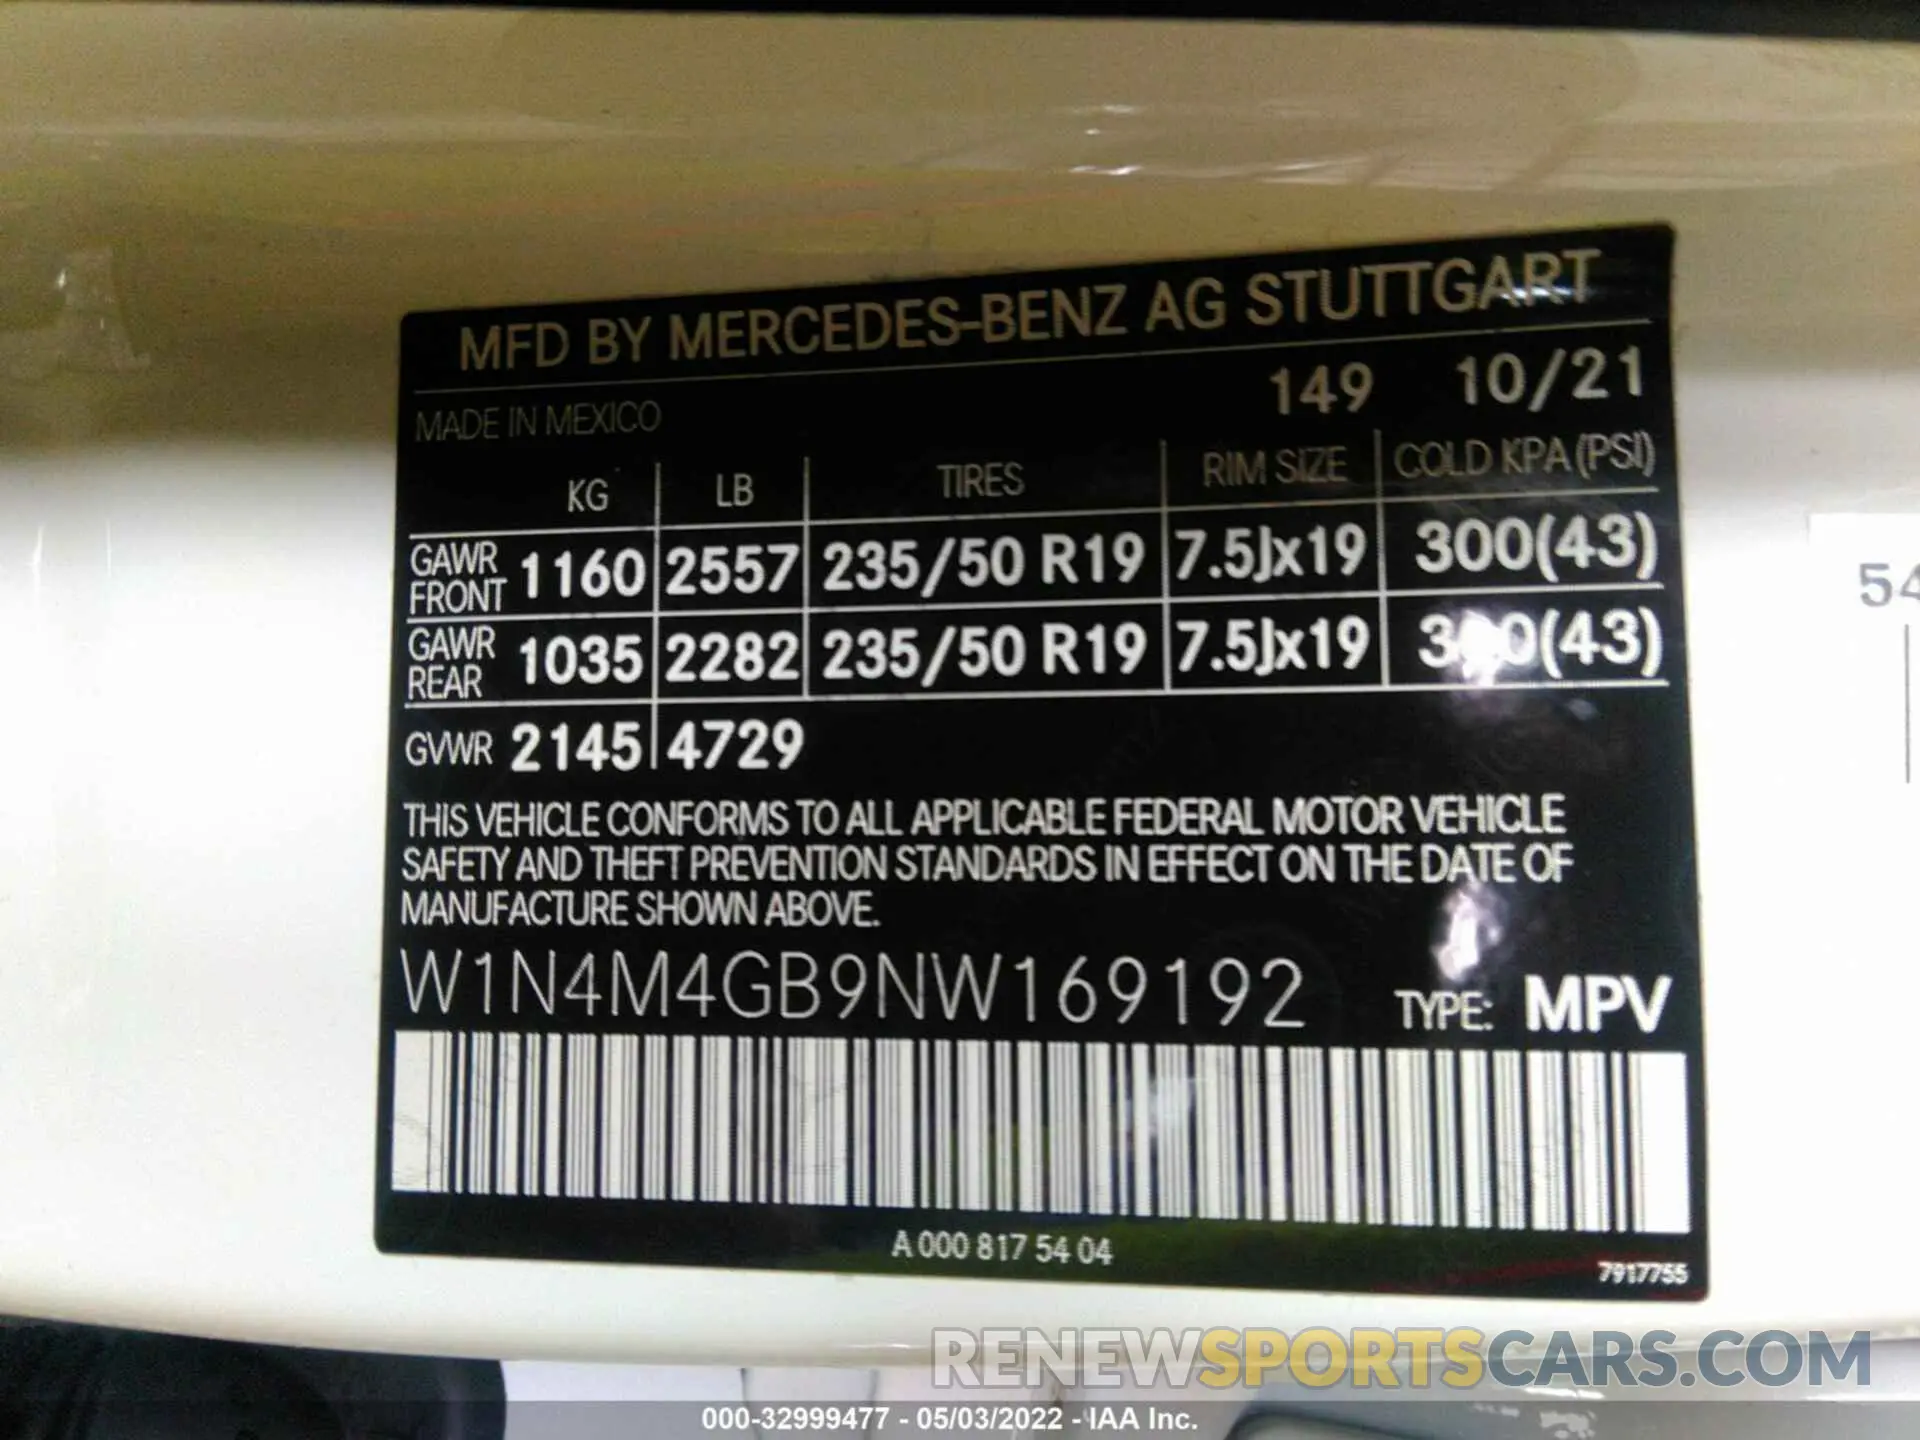 MFD BY MERCEDES-BENZ AG STUTTGART
MADE IN MEXICO 149 10/21
KG LB TIRES RIM SIZE COLD KPA (PSI)
GAWR FRONT 1160 2557 235/50 R19 7.5Jx19 300(43)
GAWR REAR 1035 2282 235/50 R19 7.5Jx19 300(43)
GVWR 2145 4729
THIS VEHICLE CONFORMS TO ALL APPLICABLE FEDERAL MOTOR VEHICLE
SAFETY AND THEFT PREVENTION STANDARDS IN EFFECT ON THE DATE OF
MANUFACTURE SHOWN ABOVE.
W1N4M4GB9NW169192 TYPE: MPV
A 000 817 54 04
7917755
54
RENEWSPORTSCARS.COM
000-32999477 - 05/03/2022 - IAA Inc.